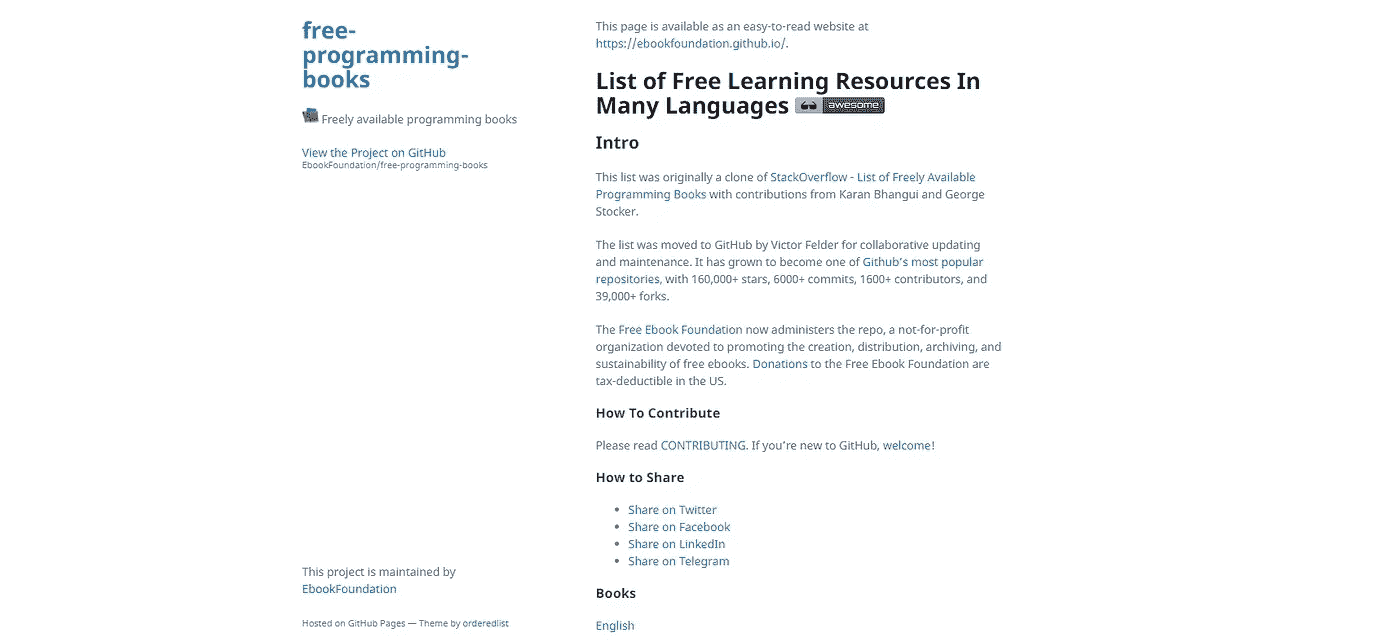 free-
programming-
books
Freely available programming books
View the Project on GitHub
EbookFoundation/free-programming-books
This project is maintained by
EbookFoundation
Hosted on GitHub Pages — Theme by orderedlist
This page is available as an easy-to-read website at
https://ebookfoundation.github.io/.
List of Free Learning Resources In
Many Languages awesome
Intro
This list was originally a clone of StackOverflow - List of Freely Available
Programming Books with contributions from Karan Bhangui and George
Stocker.
The list was moved to GitHub by Victor Felder for collaborative updating
and maintenance. It has grown to become one of Github's most popular
repositories, with 160,000+ stars, 6000+ commits, 1600+ contributors, and
39,000+ forks.
The Free Ebook Foundation now administers the repo, a not-for-profit
organization devoted to promoting the creation, distribution, archiving, and
sustainability of free ebooks. Donations to the Free Ebook Foundation are
tax-deductible in the US.
How To Contribute
Please read CONTRIBUTING. If you're new to GitHub, welcome!
How to Share
• Share on Twitter
• Share on Facebook
• Share on LinkedIn
• Share on Telegram
Books
English